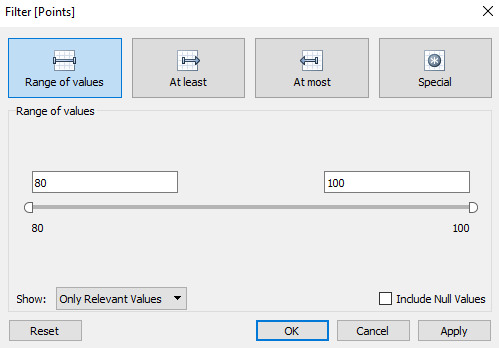 Filter [Points]
Range of values
At least
At most
Special
Range of values
80
100
80
100
Show:
Only Relevant Values
Include Null Values
Reset
OK
Cancel
Apply